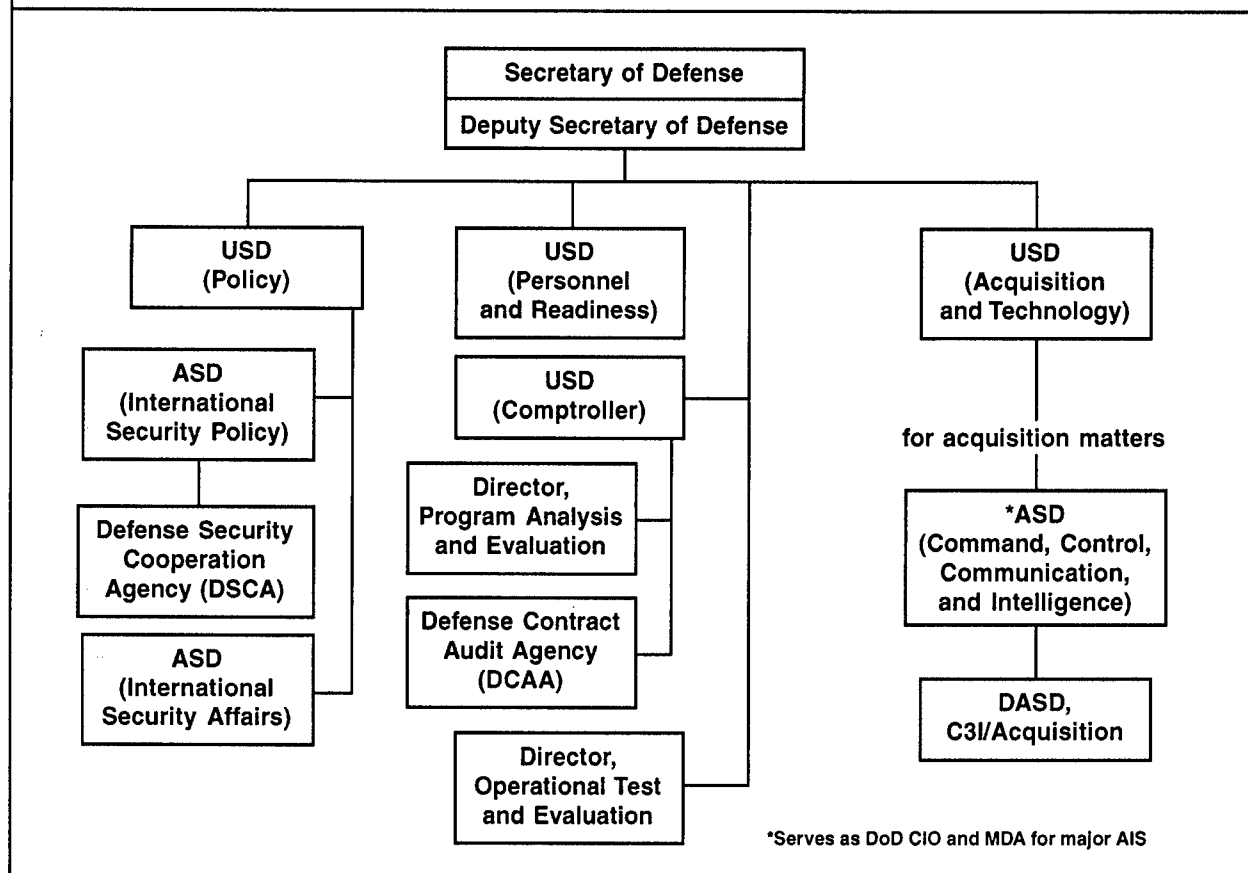 Secretary of Defense
Deputy Secretary of Defense
USD
(Policy)
ASD
(International
Security Policy)
Defense Security
Cooperation
Agency (DSCA)
ASD
(International
Security Affairs)
USD
(Personnel
and Readiness)
USD
(Comptroller)
Director,
Program Analysis
and Evaluation
Defense Contract
Audit Agency
(DCAA)
Director,
Operational Test
and Evaluation
USD
(Acquisition
and Technology)
for acquisition matters
*ASD
(Command, Control,
Communication,
and Intelligence)
DASD,
C3I/Acquisition
*Serves as DoD CIO and MDA for major AIS